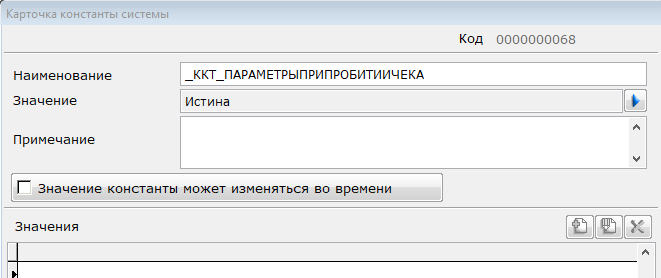 Карточка константы системы
Код 0000000068
Наименование _ККТ_ПАРАМЕТРЫПРИПРОБИТИИЧЕКА
Значение Истина
Примечание
Значение константы может изменяться во времени
Значения